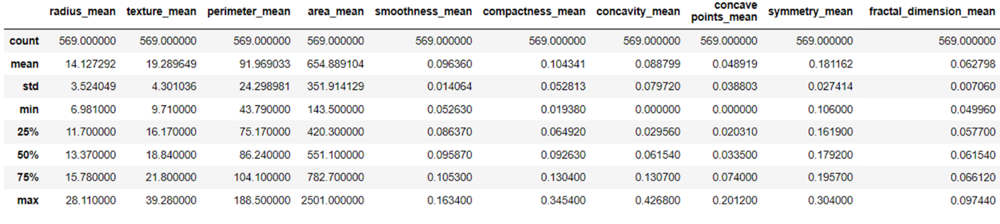 radius_mean texture_mean perimeter_mean area_mean smoothness_mean compactness_mean concavity_mean concave points_mean symmetry_mean fractal_dimension_mean
count 569.000000 569.000000 569.000000 569.000000 569.000000 569.000000 569.000000 569.000000 569.000000 569.000000
mean 14.127292 19.289649 91.969033 654.889104 0.096360 0.104341 0.088799 0.048919 0.181162 0.062798
std 3.524049 4.301036 24.298981 351.914129 0.014064 0.052813 0.079720 0.038803 0.027414 0.007060
min 6.981000 9.710000 43.790000 143.500000 0.052630 0.019380 0.000000 0.000000 0.106000 0.049960
25% 11.700000 16.170000 75.170000 420.300000 0.086370 0.064920 0.029560 0.020310 0.161900 0.057700
50% 13.370000 18.840000 86.240000 551.100000 0.095870 0.092630 0.061540 0.033500 0.179200 0.061540
75% 15.780000 21.800000 104.100000 782.700000 0.105300 0.130400 0.130700 0.074000 0.195700 0.066120
max 28.110000 39.280000 188.500000 2501.000000 0.163400 0.345400 0.426800 0.201200 0.304000 0.097440